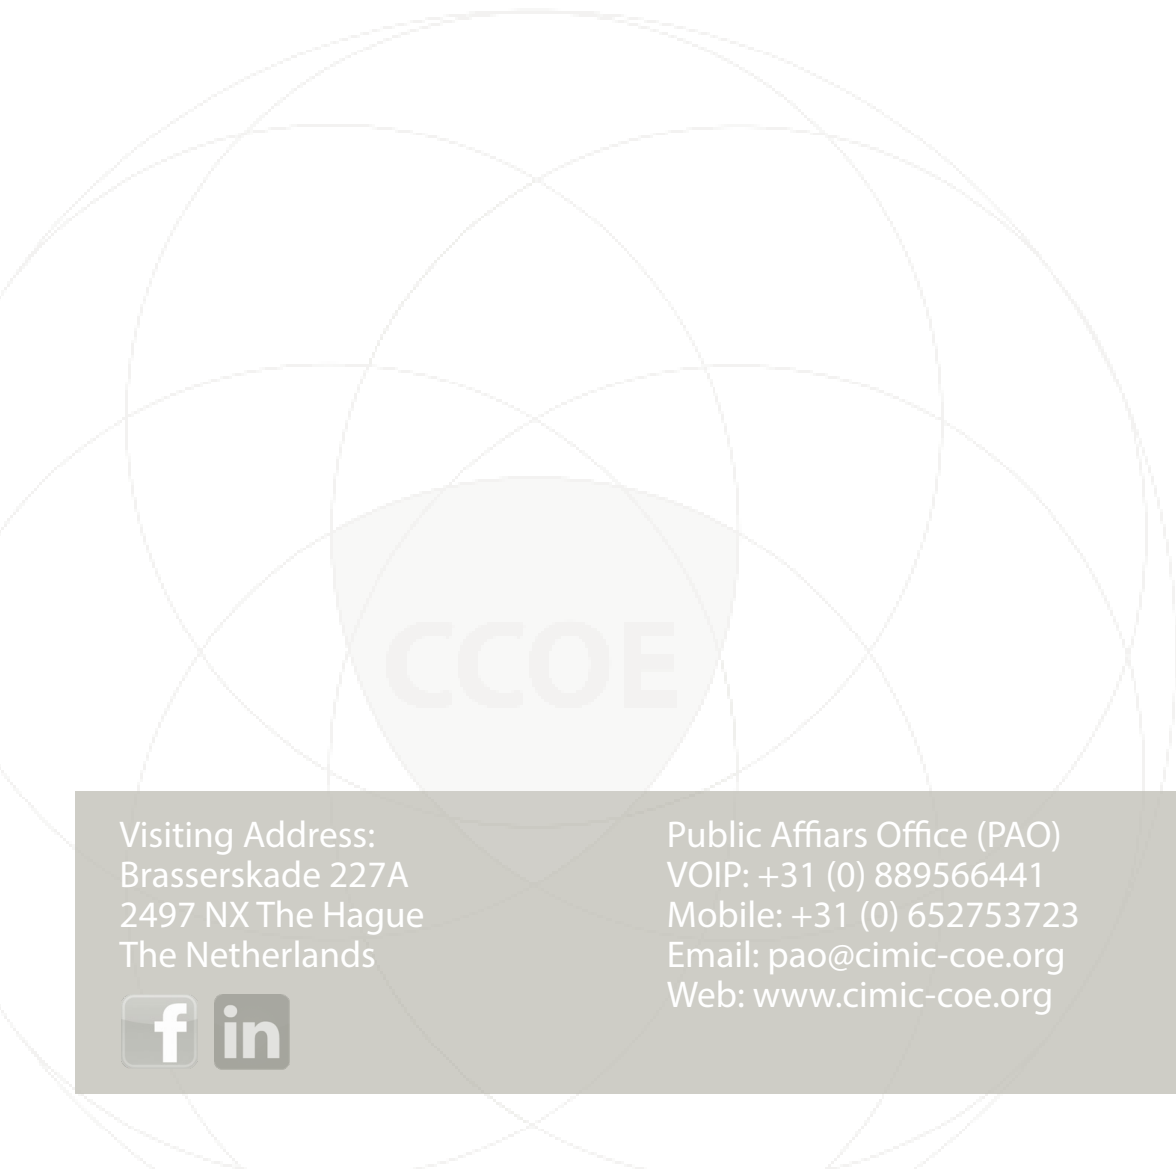 CCOE
Visiting Address:
Brasserskade 227A
2497 NX The Hague
The Netherlands
f in
Public Affiars Office (PAO)
VOIP: +31 (0) 889566441
Mobile: +31 (0) 652753723
Email: pao@cimic-coe.org
Web: www.cimic-coe.org